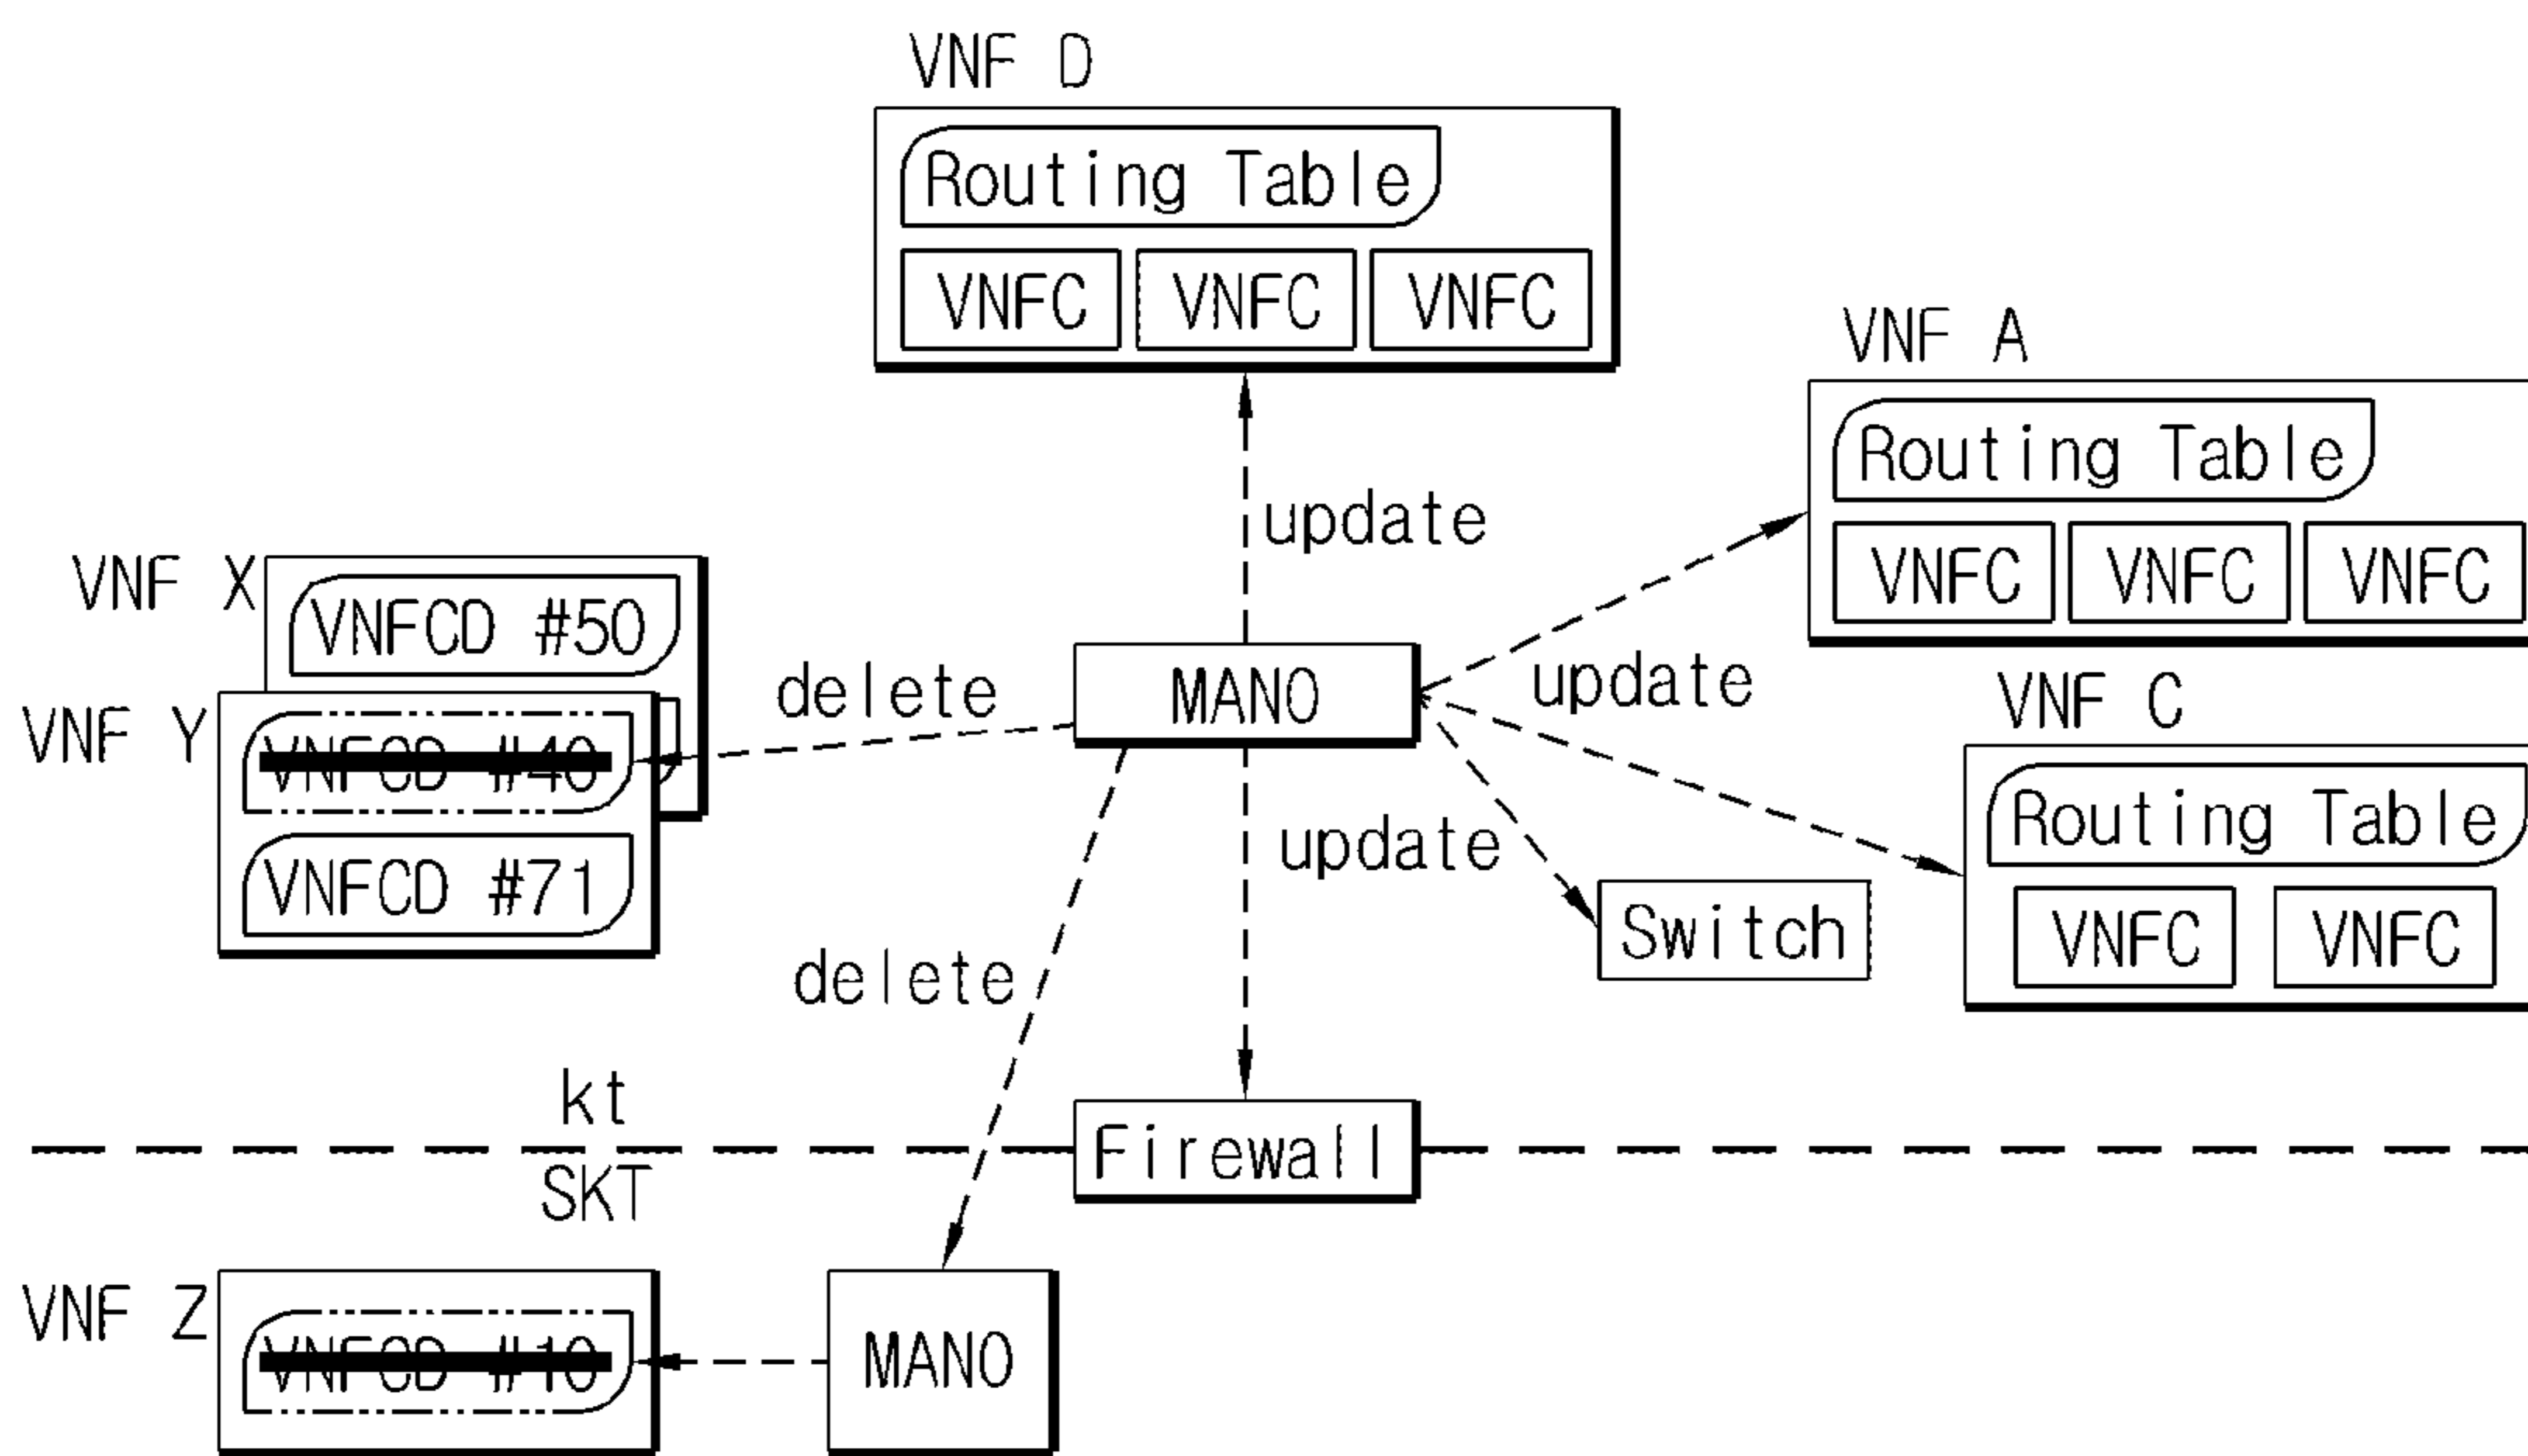 VNF D
Routing Table
VNFC VNFC VNFC
VNF A
Routing Table
VNFC VNFC VNFC
update
VNF X
VNFCD #50
VNF Y
VNFCD #40
VNFCD #71
delete
MANO
update
VNF C
Routing Table
VNFC VNFC
update
Switch
delete
kt
Firewall
SKT
VNF Z
VNFCD #10
MANO